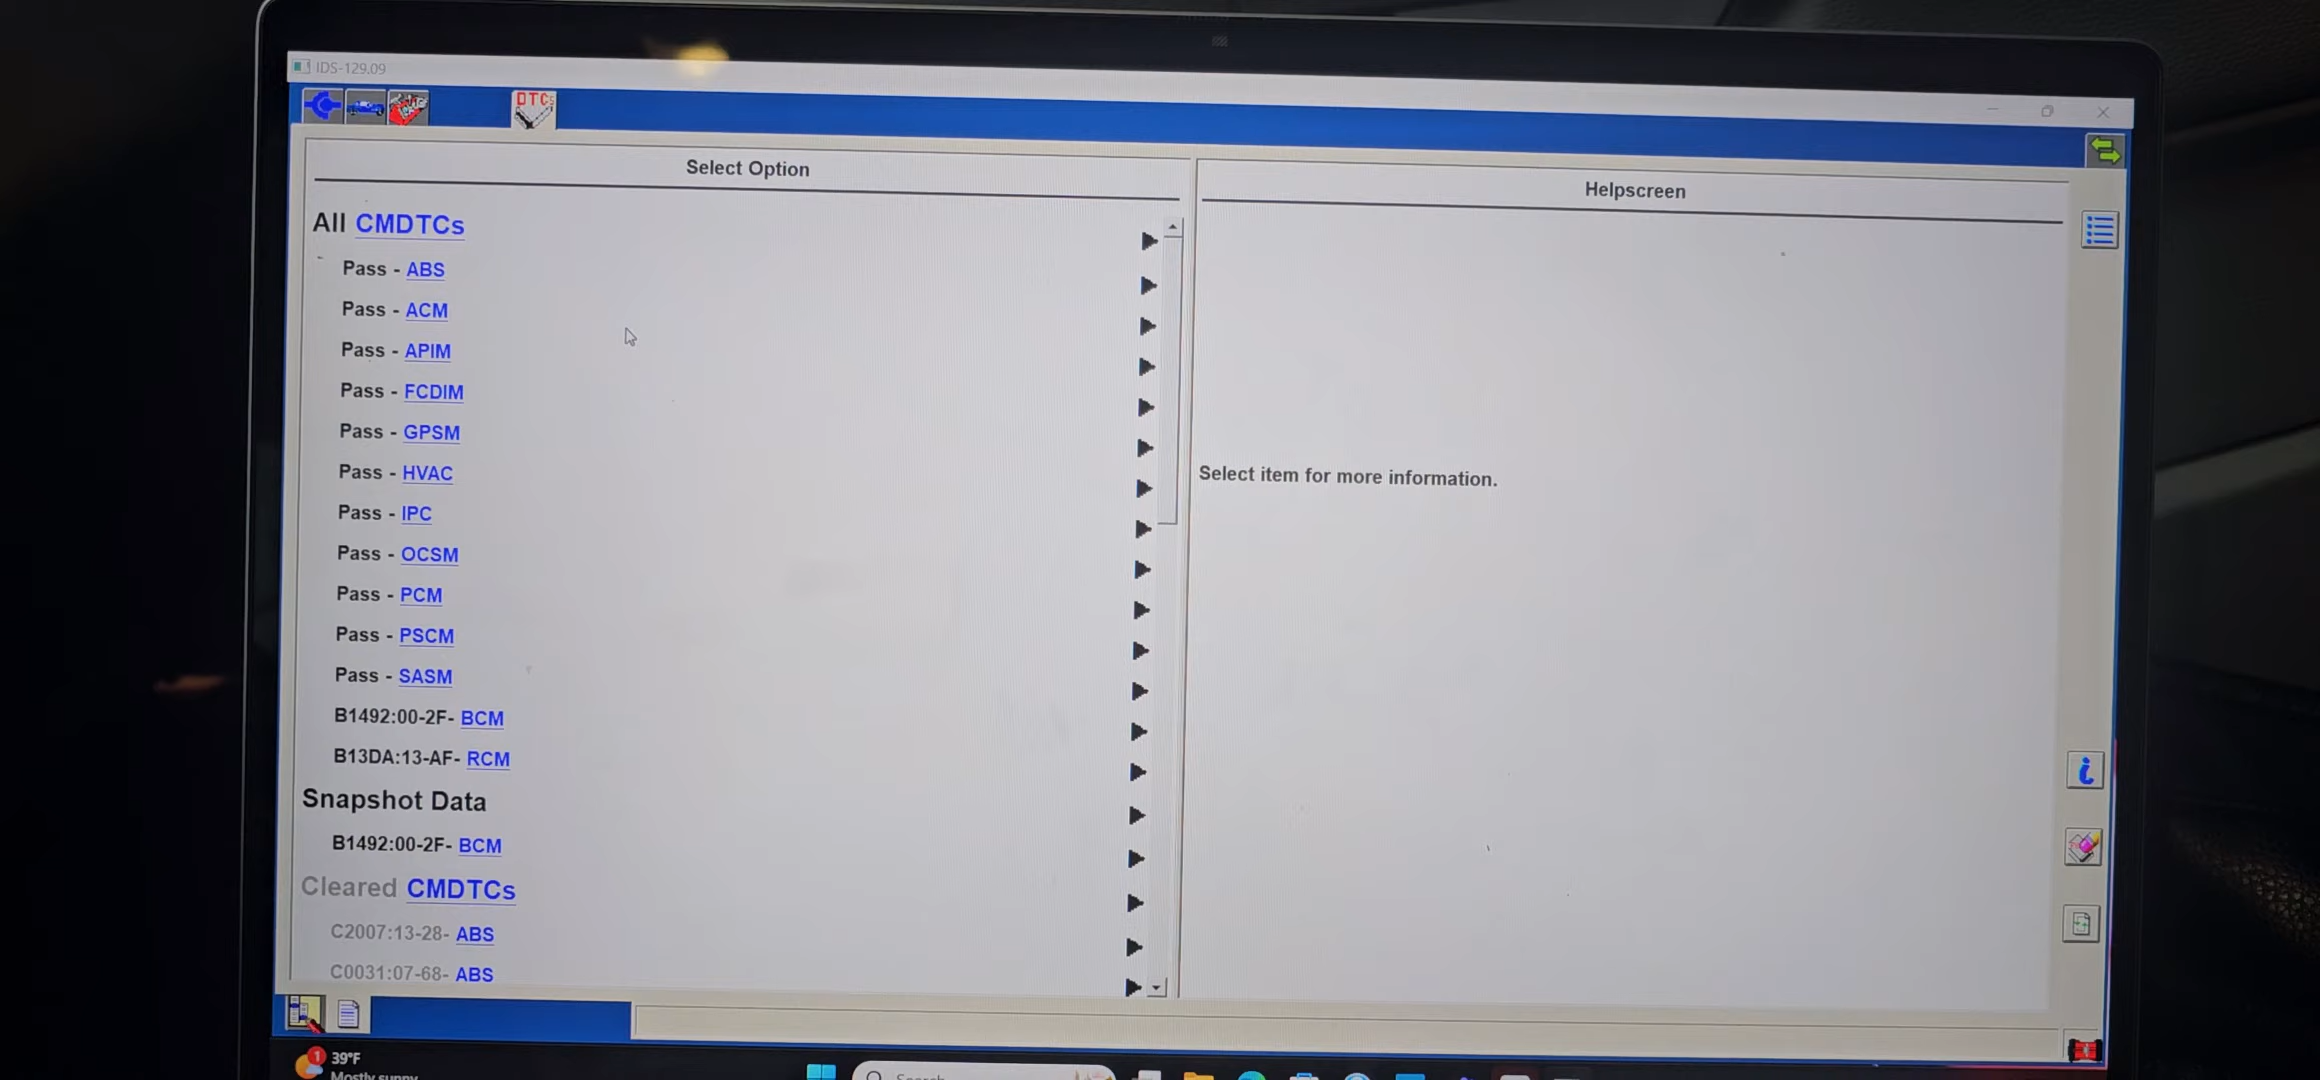 IDS-129.09
DTCs
Select Option
Helpscreen
All CMDTCs
Pass - ABS
Pass - ACM
Pass - APIM
Pass - FCDIM
Pass - GPSM
Pass - HVAC
Pass - IPC
Pass - OCSM
Pass - PCM
Pass - PSCM
Pass - SASM
B1492:00-2F- BCM
B13DA:13-AF- RCM
Snapshot Data
B1492:00-2F- BCM
Cleared CMDTCs
C2007:13-28- ABS
C0031:07-68- ABS
Select item for more information.
i
1
39°F
Mostly sunny
Search